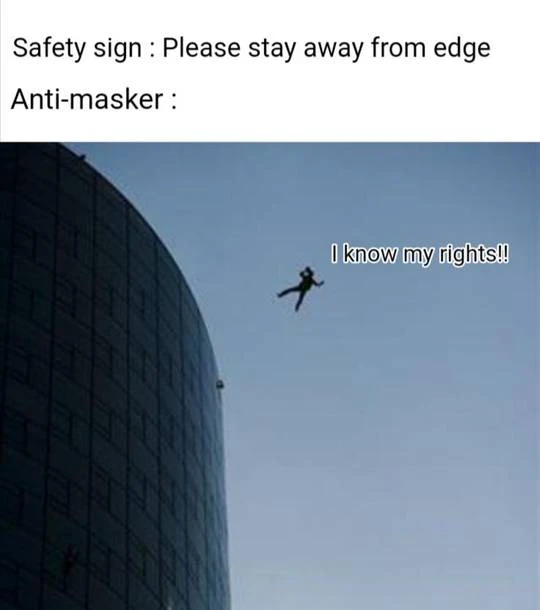 Safety sign : Please stay away from edge
Anti-masker :
I know my rights!!